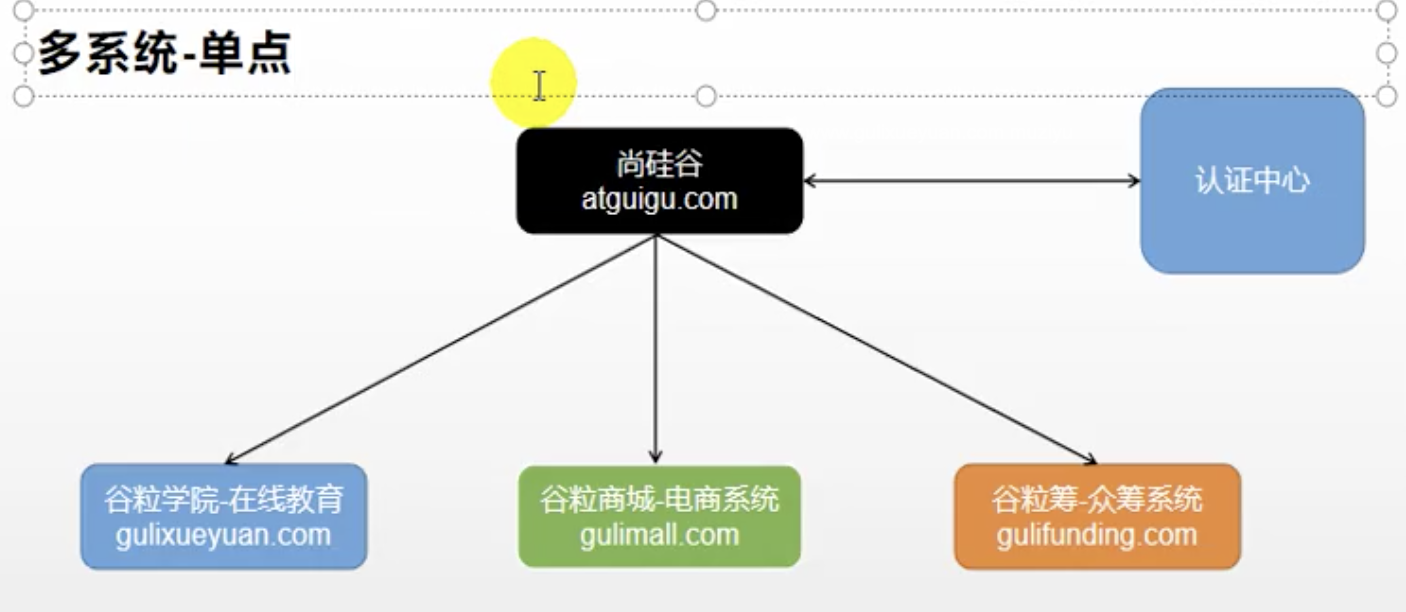 多系统-单点
尚硅谷
atguigu.com
认证中心
谷粒学院-在线教育
gulixueyuan.com
谷粒商城-电商系统
gulimall.com
谷粒筹-众筹系统
gulifunding.com